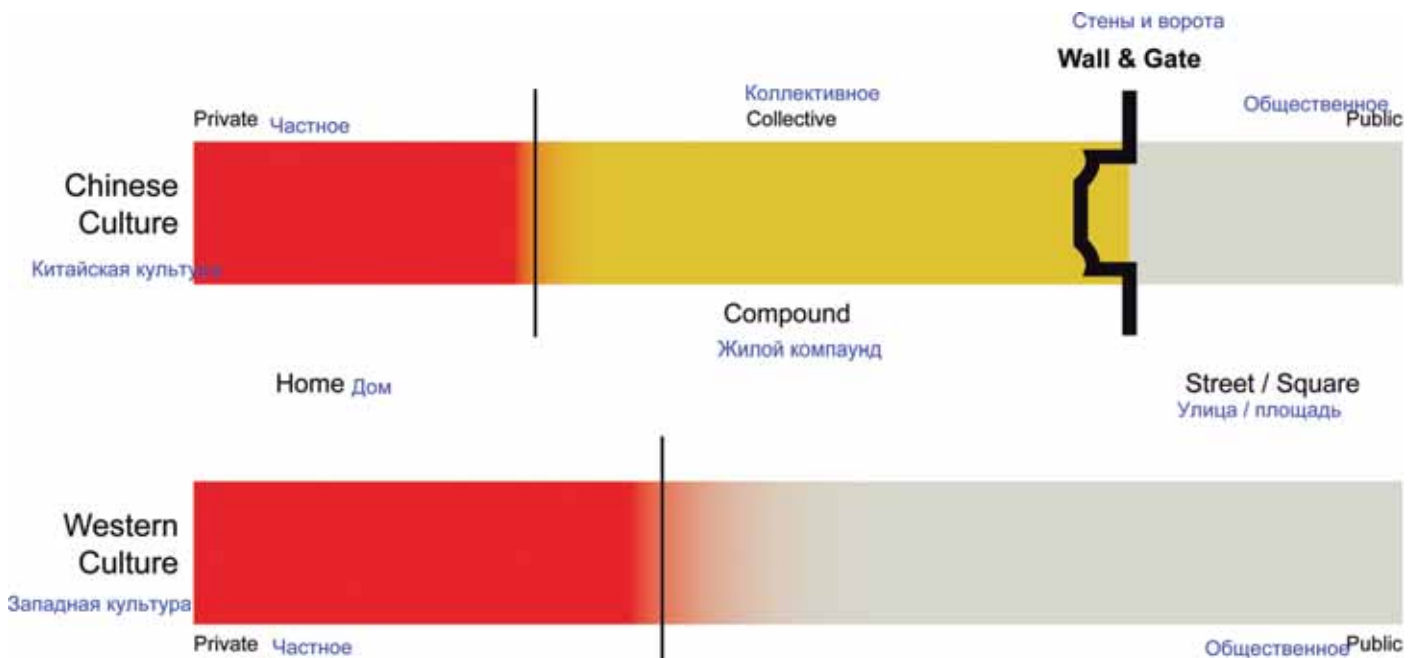 Стены и ворота
Wall & Gate
Private Частное
Коллективное
Collective
Общественное
Public
Chinese
Culture
Китайская культура
Compound
Жилой компаунд
Home Дом
Street / Square
Улица / площадь
Western
Culture
Западная культура
Private Частное
Общественное Public